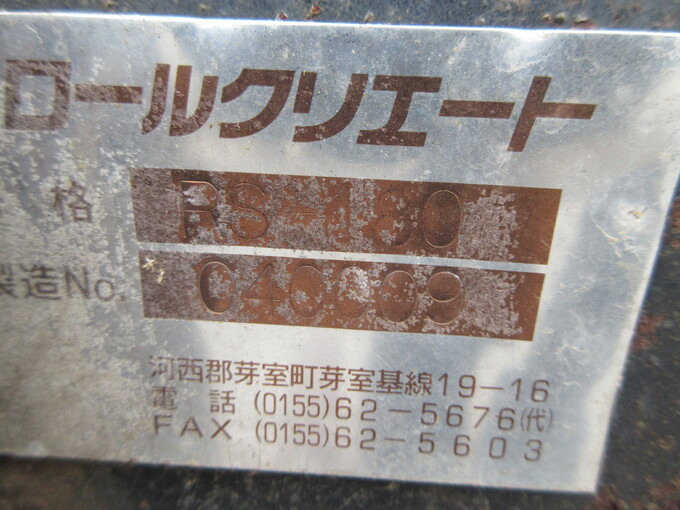 ロールクリエート
格 RS-180
製造No. 040009
河西郡芽室町芽室基線19-16
電話(0155)62-5676(代)
FAX(0155)62-5603